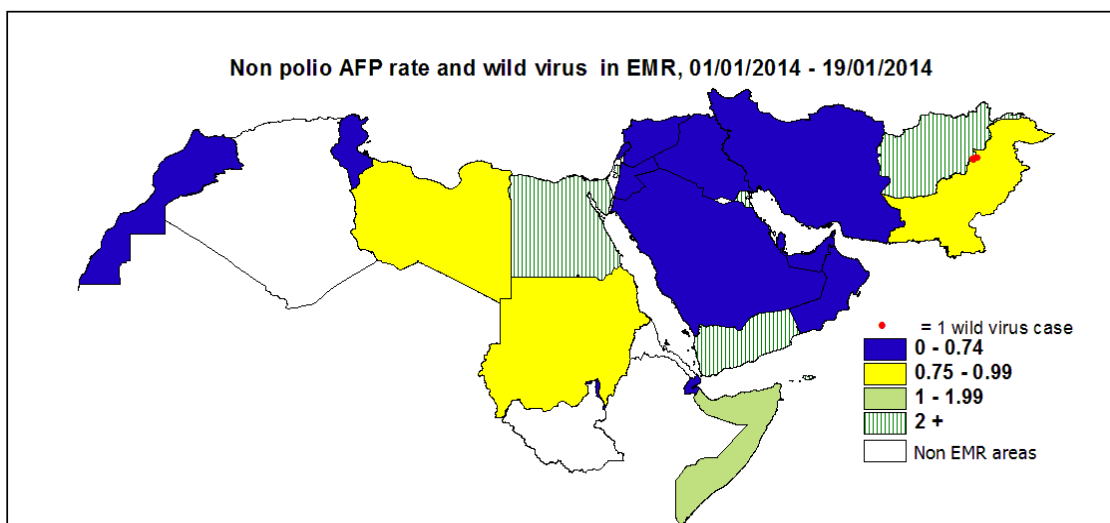 Non polio AFP rate and wild virus in EMR, 01/01/2014 - 19/01/2014
= 1 wild virus case
0 - 0.74
0.75 - 0.99
1 - 1.99
2 +
Non EMR areas